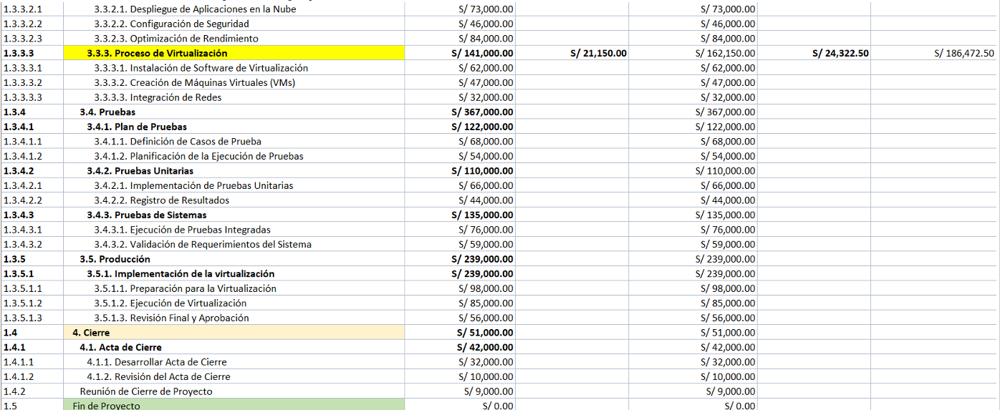 1.3.3.2.1 3.3.2.1. Despliegue de Aplicaciones en la Nube S/ 73,000.00 S/ 73,000.00
1.3.3.2.2 3.3.2.2. Configuración de Seguridad S/ 46,000.00 S/ 46,000.00
1.3.3.2.3 3.3.2.3. Optimización de Rendimiento S/ 84,000.00 S/ 84,000.00
1.3.3.3 3.3.3. Proceso de Virtualización S/ 141,000.00 S/ 21,150.00 S/ 162,150.00 S/ 24,322.50 S/ 186,472.50
1.3.3.3.1 3.3.3.1. Instalación de Software de Virtualización S/ 62,000.00 S/ 62,000.00
1.3.3.3.2 3.3.3.2. Creación de Máquinas Virtuales (VMs) S/ 47,000.00 S/ 47,000.00
1.3.3.3.3 3.3.3.3. Integración de Redes S/ 32,000.00 S/ 32,000.00
1.3.4 3.4. Pruebas S/ 367,000.00 S/ 367,000.00
1.3.4.1 3.4.1. Plan de Pruebas S/ 122,000.00 S/ 122,000.00
1.3.4.1.1 3.4.1.1. Definición de Casos de Prueba S/ 68,000.00 S/ 68,000.00
1.3.4.1.2 3.4.1.2. Planificación de la Ejecución de Pruebas S/ 54,000.00 S/ 54,000.00
1.3.4.2 3.4.2. Pruebas Unitarias S/ 110,000.00 S/ 110,000.00
1.3.4.2.1 3.4.2.1. Implementación de Pruebas Unitarias S/ 66,000.00 S/ 66,000.00
1.3.4.2.2 3.4.2.2. Registro de Resultados S/ 44,000.00 S/ 44,000.00
1.3.4.3 3.4.3. Pruebas de Sistemas S/ 135,000.00 S/ 135,000.00
1.3.4.3.1 3.4.3.1. Ejecución de Pruebas Integradas S/ 76,000.00 S/ 76,000.00
1.3.4.3.2 3.4.3.2. Validación de Requerimientos del Sistema S/ 59,000.00 S/ 59,000.00
1.3.5 3.5. Producción S/ 239,000.00 S/ 239,000.00
1.3.5.1 3.5.1. Implementación de la virtualización S/ 239,000.00 S/ 239,000.00
1.3.5.1.1 3.5.1.1. Preparación para la Virtualización S/ 98,000.00 S/ 98,000.00
1.3.5.1.2 3.5.1.2. Ejecución de Virtualización S/ 85,000.00 S/ 85,000.00
1.3.5.1.3 3.5.1.3. Revisión Final y Aprobación S/ 56,000.00 S/ 56,000.00
1.4 4. Cierre S/ 51,000.00 S/ 51,000.00
1.4.1 4.1. Acta de Cierre S/ 42,000.00 S/ 42,000.00
1.4.1.1 4.1.1. Desarrollar Acta de Cierre S/ 32,000.00 S/ 32,000.00
1.4.1.2 4.1.2. Revisión del Acta de Cierre S/ 10,000.00 S/ 10,000.00
1.4.2 Reunión de Cierre de Proyecto S/ 9,000.00 S/ 9,000.00
1.5 Fin de Proyecto S/ 0.00 S/ 0.00